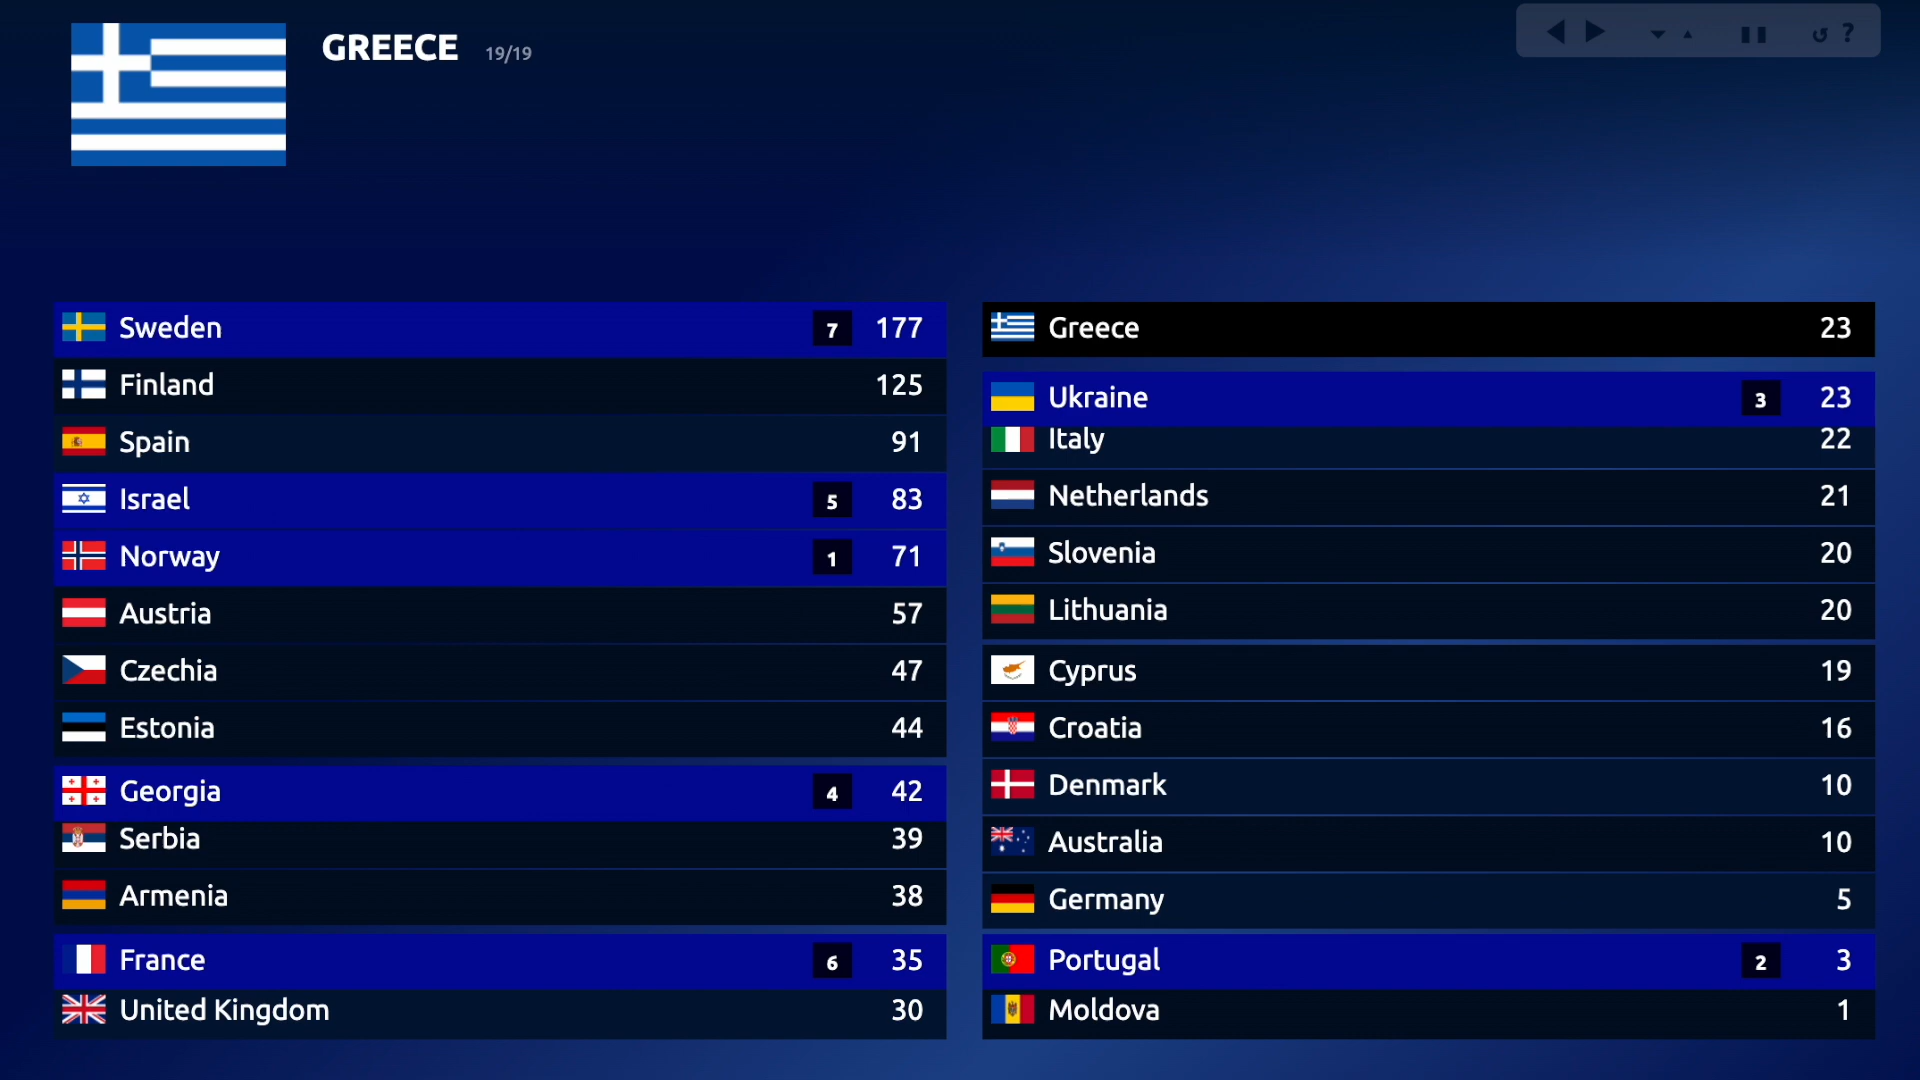 GREECE 19/19
?
Sweden 7 177
Finland 125
Spain 91
Israel 5 83
Norway 1 71
Austria 57
Czechia 47
Estonia 44
Georgia 4 42
Serbia 39
Armenia 38
France 6 35
United Kingdom 30
Greece 23
Ukraine 3 23
Italy 22
Netherlands 21
Slovenia 20
Lithuania 20
Cyprus 19
Croatia 16
Denmark 10
Australia 10
Germany 5
Portugal 2 3
Moldova 1